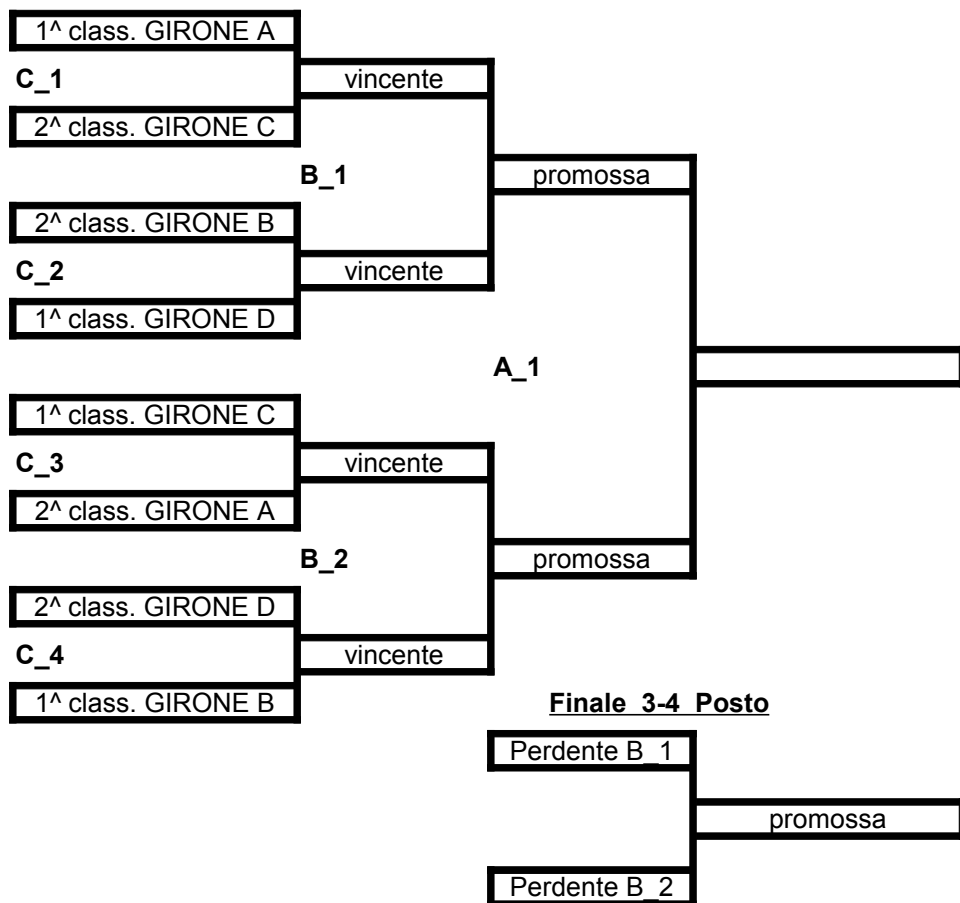 1^ class. GIRONE A
C_1
vincente
2^ class. GIRONE C
B_1
promossa
2^ class. GIRONE B
C_2
vincente
1^ class. GIRONE D
A_1
1^ class. GIRONE C
C_3
vincente
2^ class. GIRONE A
B_2
promossa
2^ class. GIRONE D
C_4
vincente
1^ class. GIRONE B
Finale 3-4 Posto
Perdente B_1
promossa
Perdente B_2